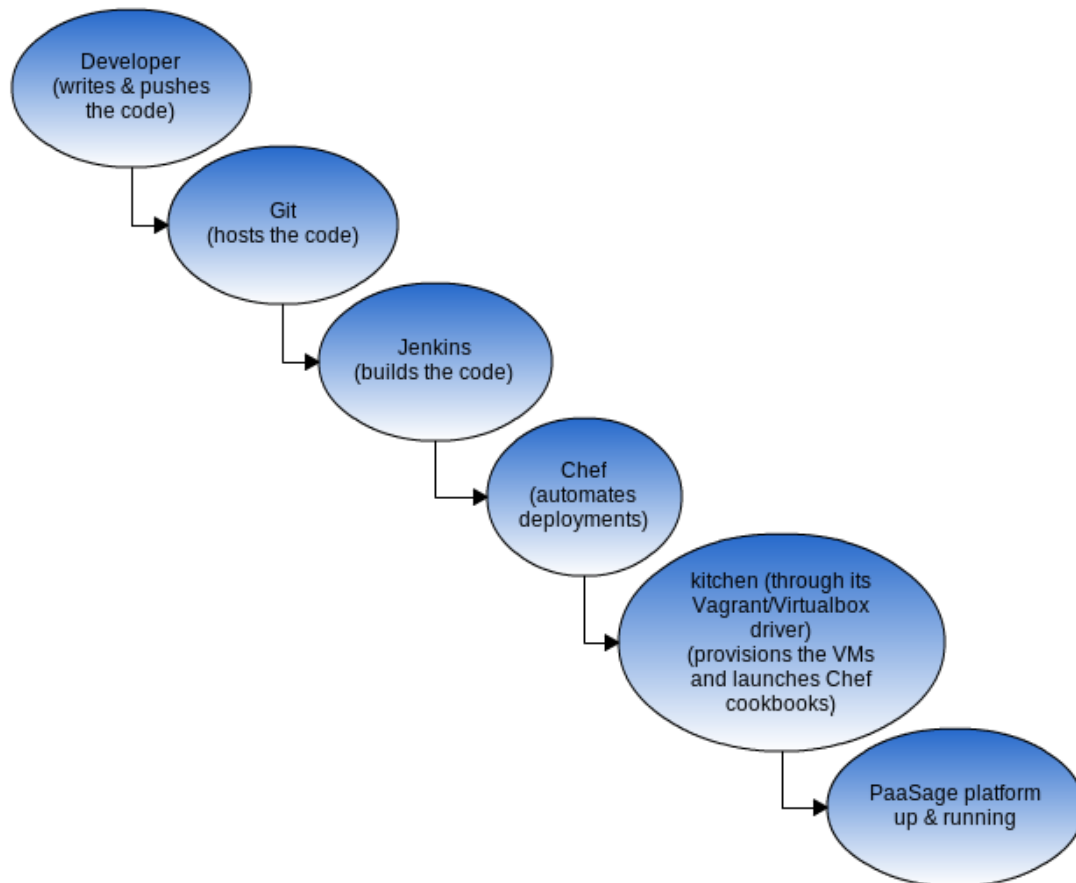 Developer
(writes & pushes
the code)
Git
(hosts the code)
Jenkins
(builds the code)
Chef
(automates
deployments)
kitchen (through its
Vagrant/Virtualbox
driver)
(provisions the VMs
and launches Chef
cookbooks)
PaaSage platform
up & running